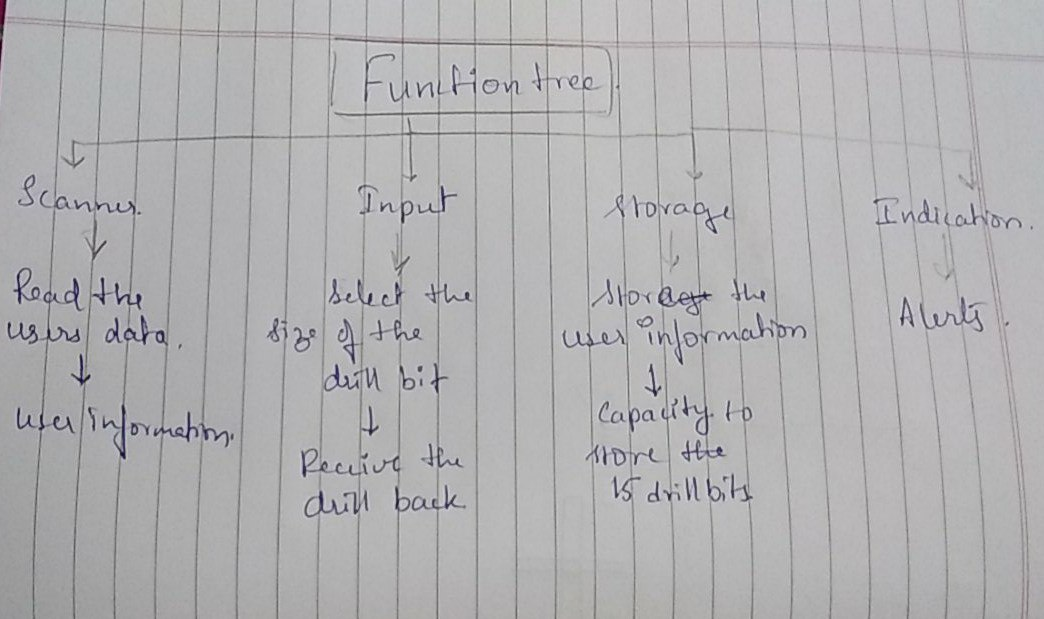 Function tree
Scanner.
Read the
users data.
user information.
Input
Select the
size of the
drill bit
Receive the
drill back
Storage
Store the
user information
Capacity to
store the
15 drill bits
Indication.
Alerts.